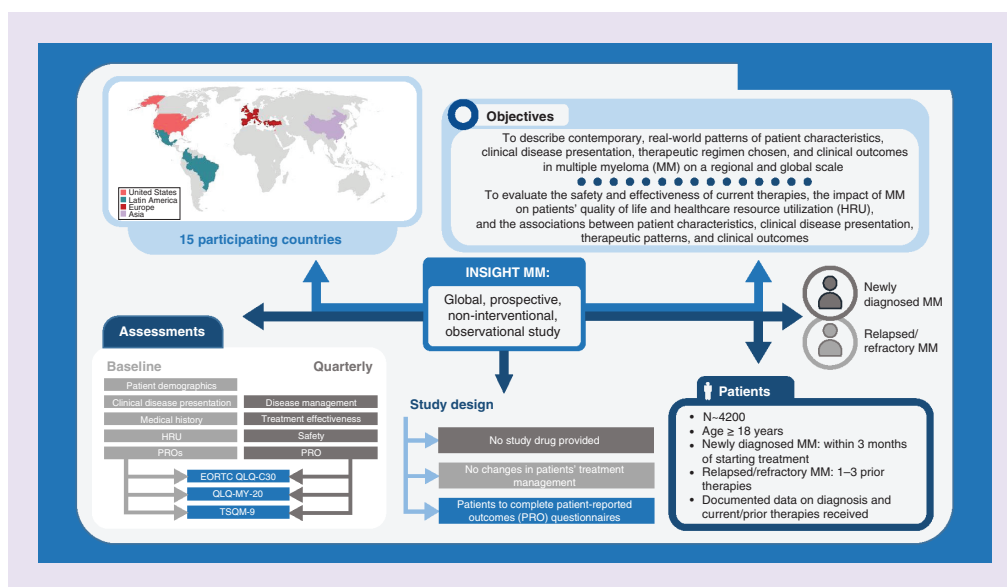 United States
Latin America
Europe
Asia
15 participating countries
Objectives
To describe contemporary, real-world patterns of patient characteristics,
clinical disease presentation, therapeutic regimen chosen, and clinical outcomes
in multiple myeloma (MM) on a regional and global scale
To evaluate the safety and effectiveness of current therapies, the impact of MM
on patients' quality of life and healthcare resource utilization (HRU),
and the associations between patient characteristics, clinical disease presentation,
therapeutic patterns, and clinical outcomes
INSIGHT MM:
Global, prospective,
non-interventional,
observational study
Newly
diagnosed MM
Relapsed/
refractory MM
Assessments
Baseline
Patient demographics
Clinical disease presentation
Medical history
HRU
PROs
Quarterly
Disease management
Treatment effectiveness
Safety
PRO
EORTC QLQ-C30
QLQ-MY-20
TSQM-9
Study design
No study drug provided
No changes in patients' treatment
management
Patients to complete patient-reported
outcomes (PRO) questionnaires
Patients
• N~4200
• Age ≥ 18 years
• Newly diagnosed MM: within 3 months
of starting treatment
• Relapsed/refractory MM: 1–3 prior
therapies
• Documented data on diagnosis and
current/prior therapies received